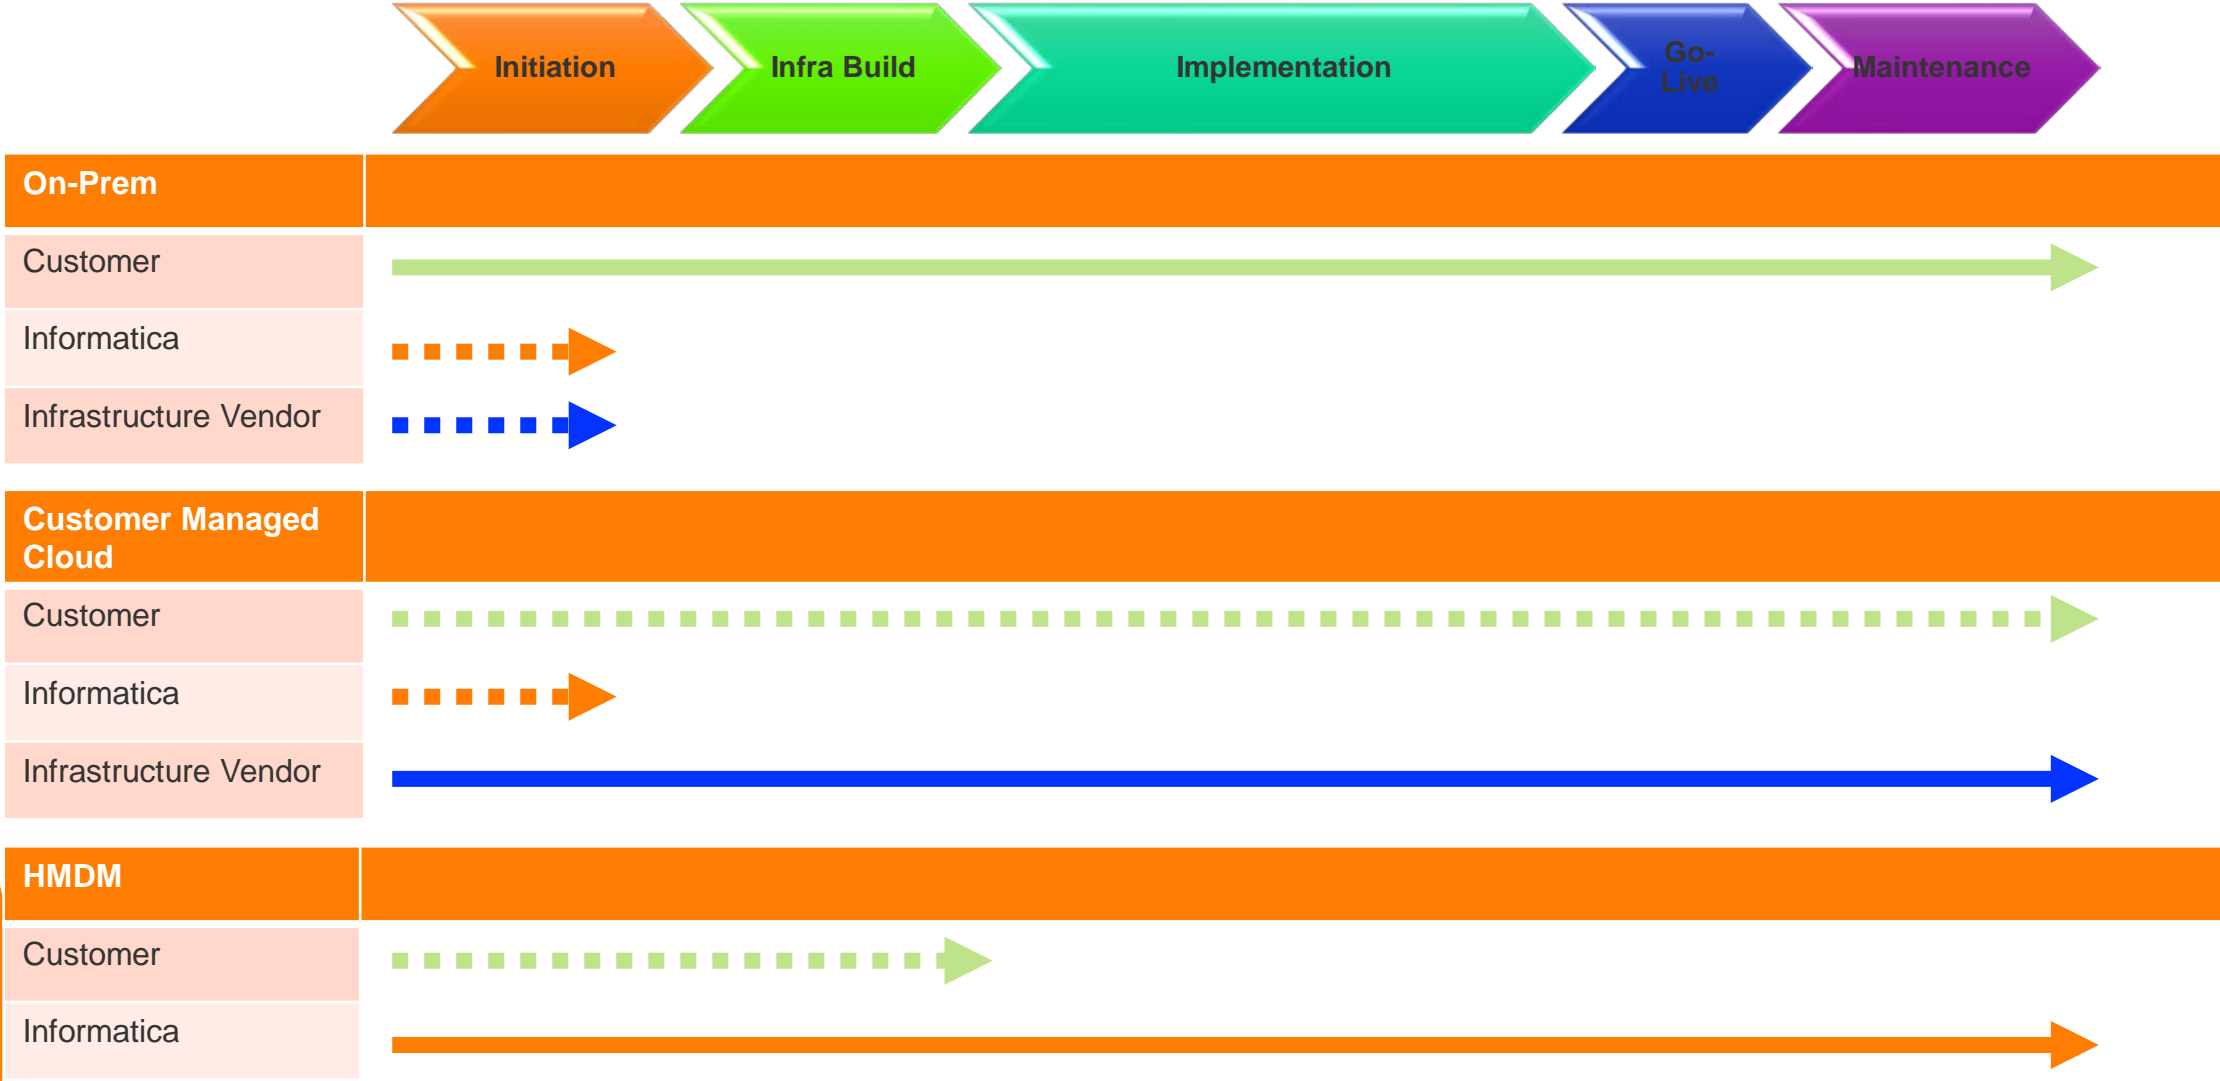 Initiation
Infra Build
Implementation
Go-
Live
Maintenance
On-Prem
Customer
Informatica
Infrastructure Vendor
Customer Managed
Cloud
Customer
Informatica
Infrastructure Vendor
HMDM
Customer
Informatica